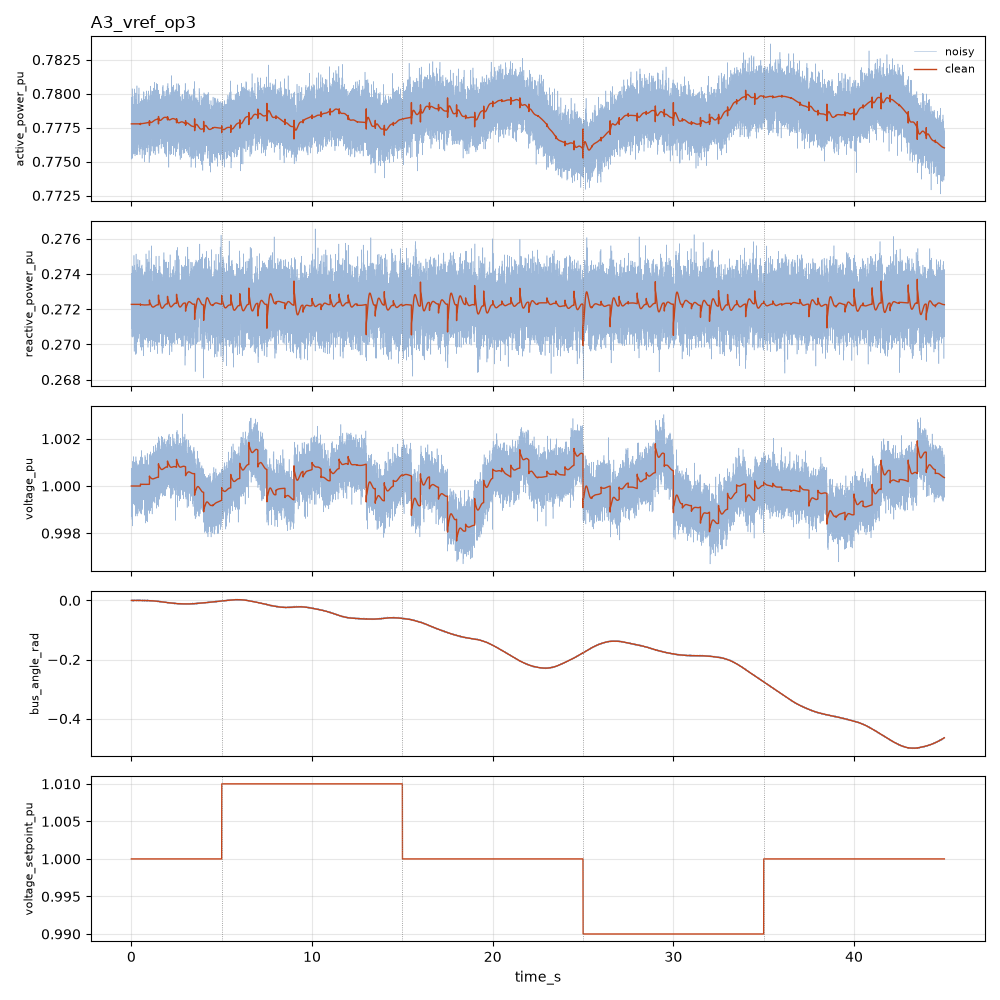 A3_vref_op3
noisy
clean
active_power_pu
0.7825
0.7800
0.7775
0.7750
0.7725
reactive_power_pu
0.276
0.274
0.272
0.270
0.268
voltage_pu
1.002
1.000
0.998
bus_angle_rad
0.0
−0.2
−0.4
voltage_setpoint_pu
1.010
1.005
1.000
0.995
0.990
0 10 20 30 40
time_s